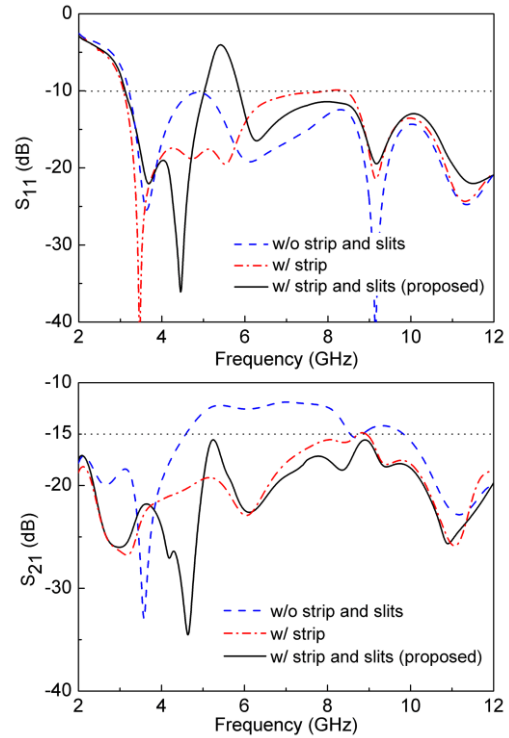 0
-10
-20
-30
-40
S11 (dB)
w/o strip and slits
w/ strip
w/ strip and slits (proposed)
2 4 6 8 10 12
Frequency (GHz)
-10
-15
-20
-30
-40
S21 (dB)
w/o strip and slits
w/ strip
w/ strip and slits (proposed)
2 4 6 8 10 12
Frequency (GHz)